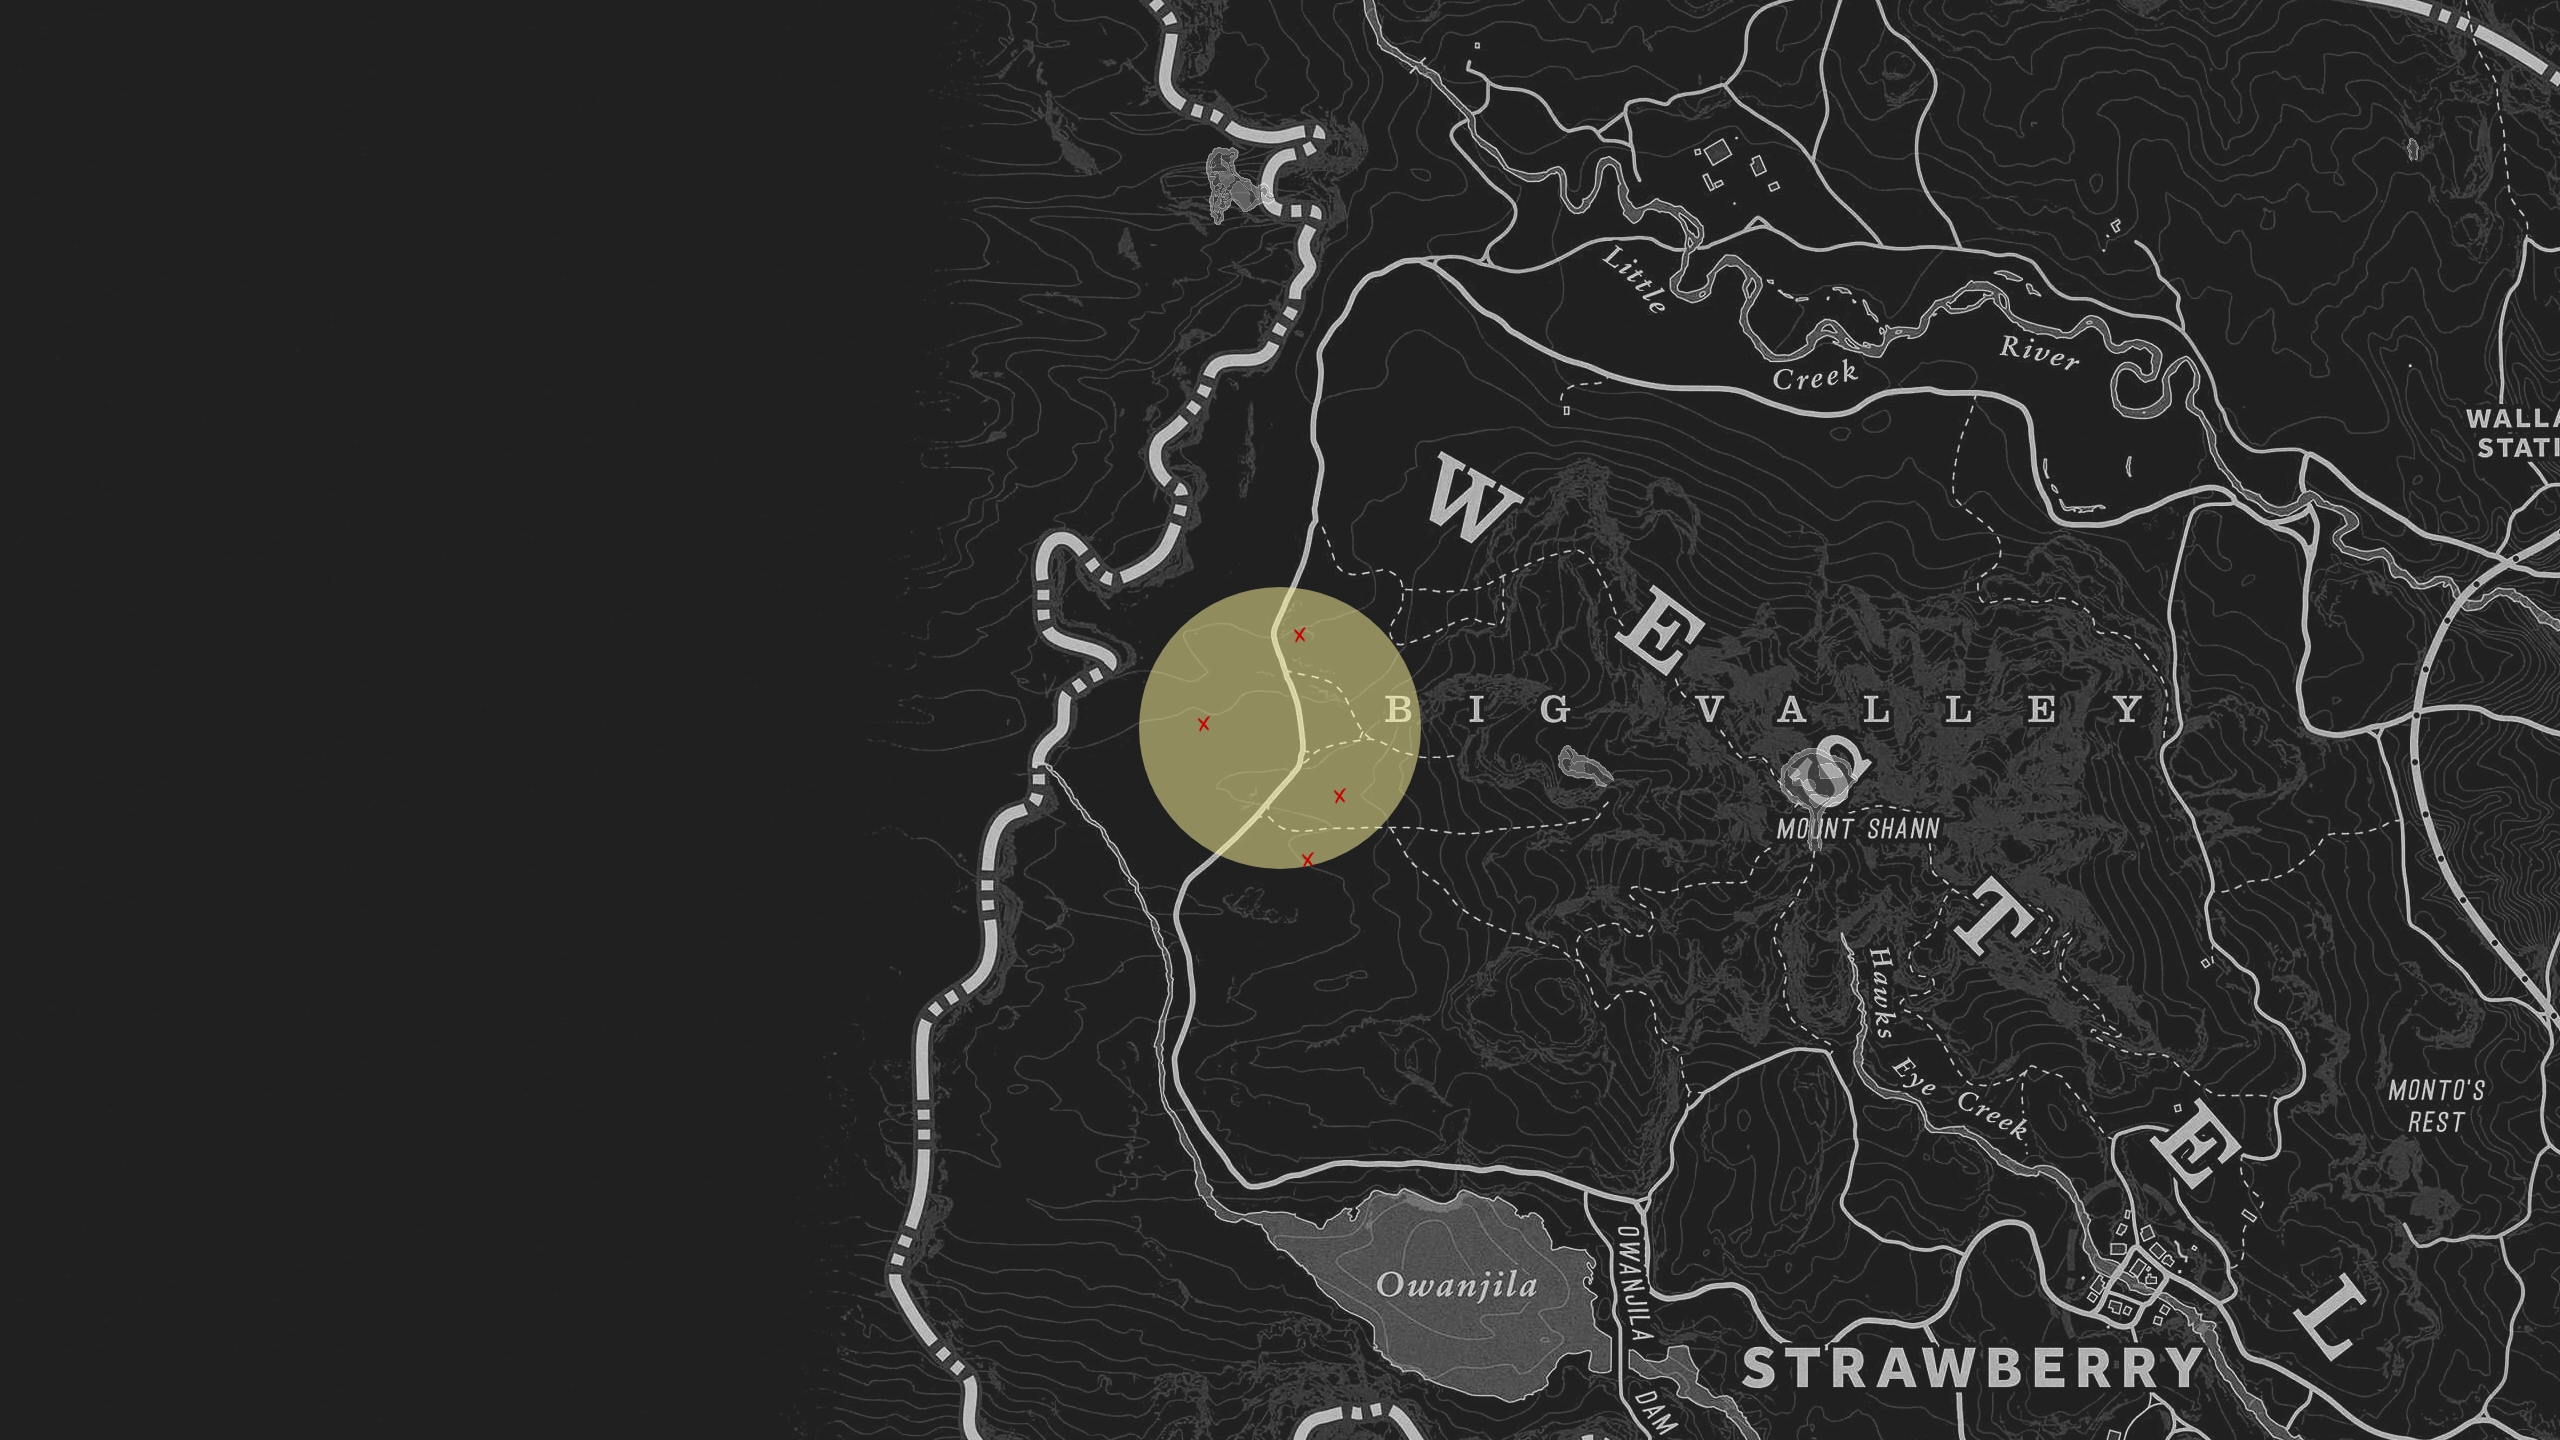 Little
Creek
River
WALLA
STATI
W
E
S
T
E
L
BIG VALLEY
MOUNT SHANN
Hawks Eye Creek
MONTO'S
REST
Owanjila
OWANJILA DAM
STRAWBERRY